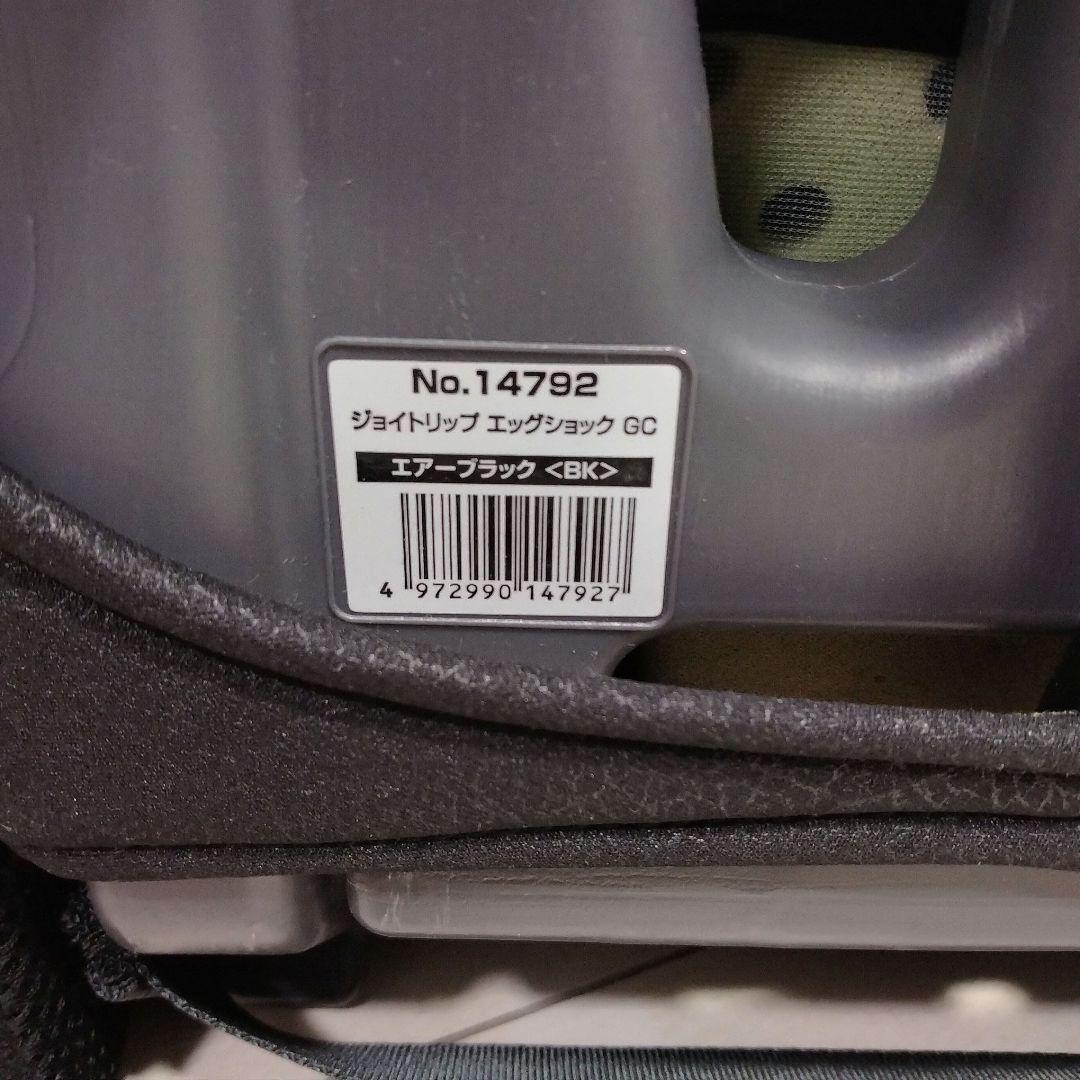 No.14792
ジョイトリップ エッグショック GC
エアーブラック <BK>
4 972990 147927